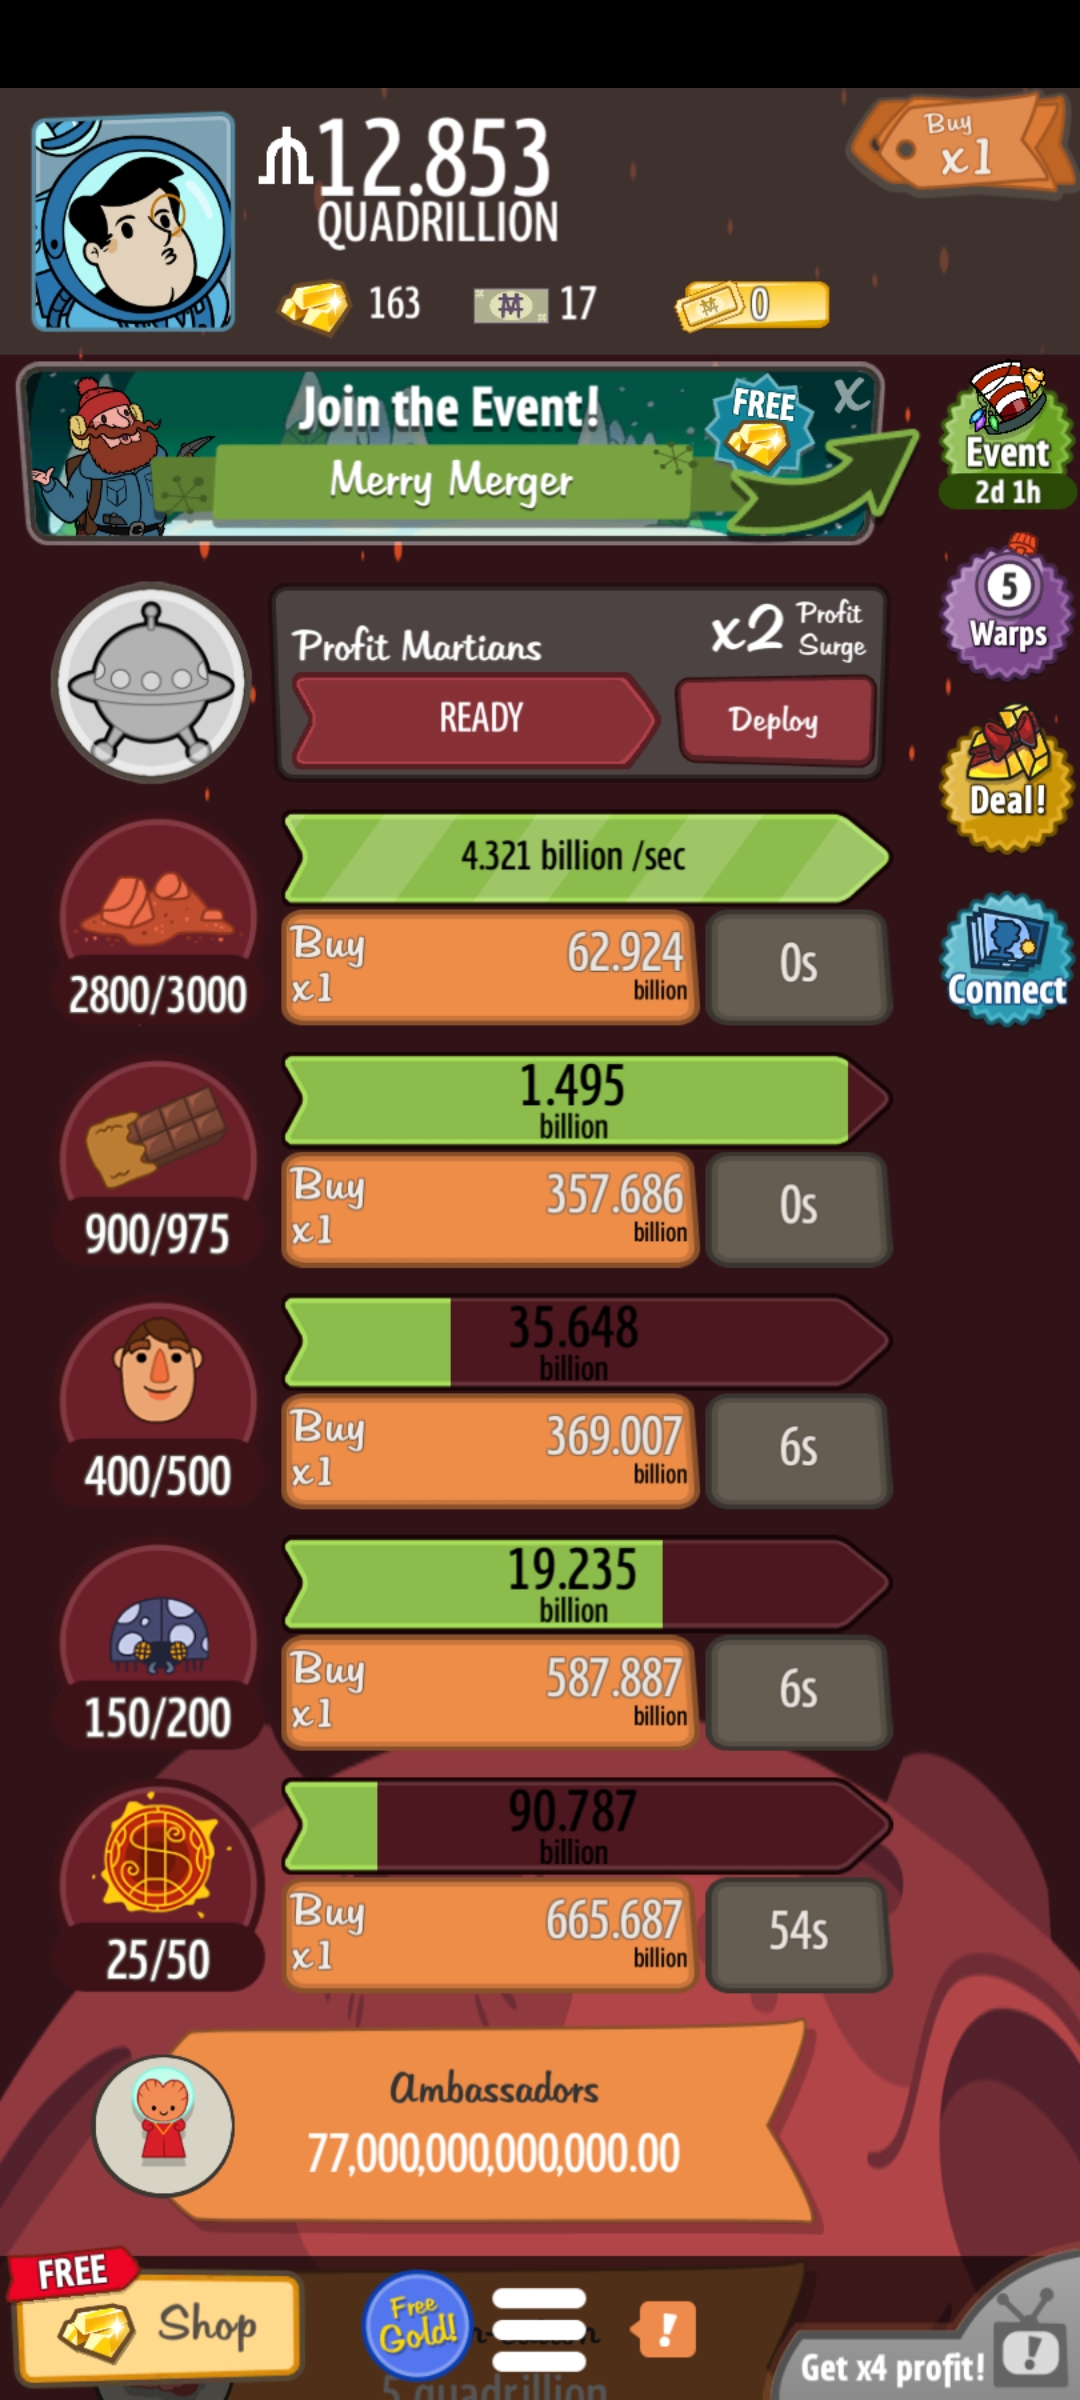 12.853
QUADRILLION
Buy
x1
163
17
0
Join the Event!
FREE
x
Merry Merger
Event
2d 1h
5
Warps
Profit Martians
x2 Profit
Surge
READY
Deploy
Deal!
4.321 billion /sec
Buy
x1
62.924
billion
0s
2800/3000
Connect
1.495
billion
Buy
x1
357.686
billion
0s
900/975
35.648
billion
Buy
x1
369.007
billion
6s
400/500
19.235
billion
Buy
x1
587.887
billion
6s
150/200
90.787
billion
Buy
x1
665.687
billion
54s
25/50
Ambassadors
77,000,000,000,000.00
FREE
Shop
Free
Gold!
!
Get x4 profit!
!
5 quadrillion